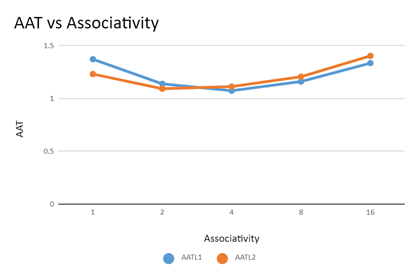 AAT vs Associativity
1.5
1
0.5
0
AAT
1 2 4 8 16
Associativity
AATL1 AATL2